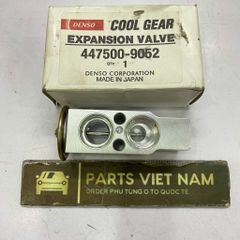 DENSO COOL GEAR
EXPANSION VALVE
447500-9052
QTY. 1
DENSO CORPORATION
MADE IN JAPAN
PARTS VIET NAM
ORDER PHU TUNG O TO QUOC TE